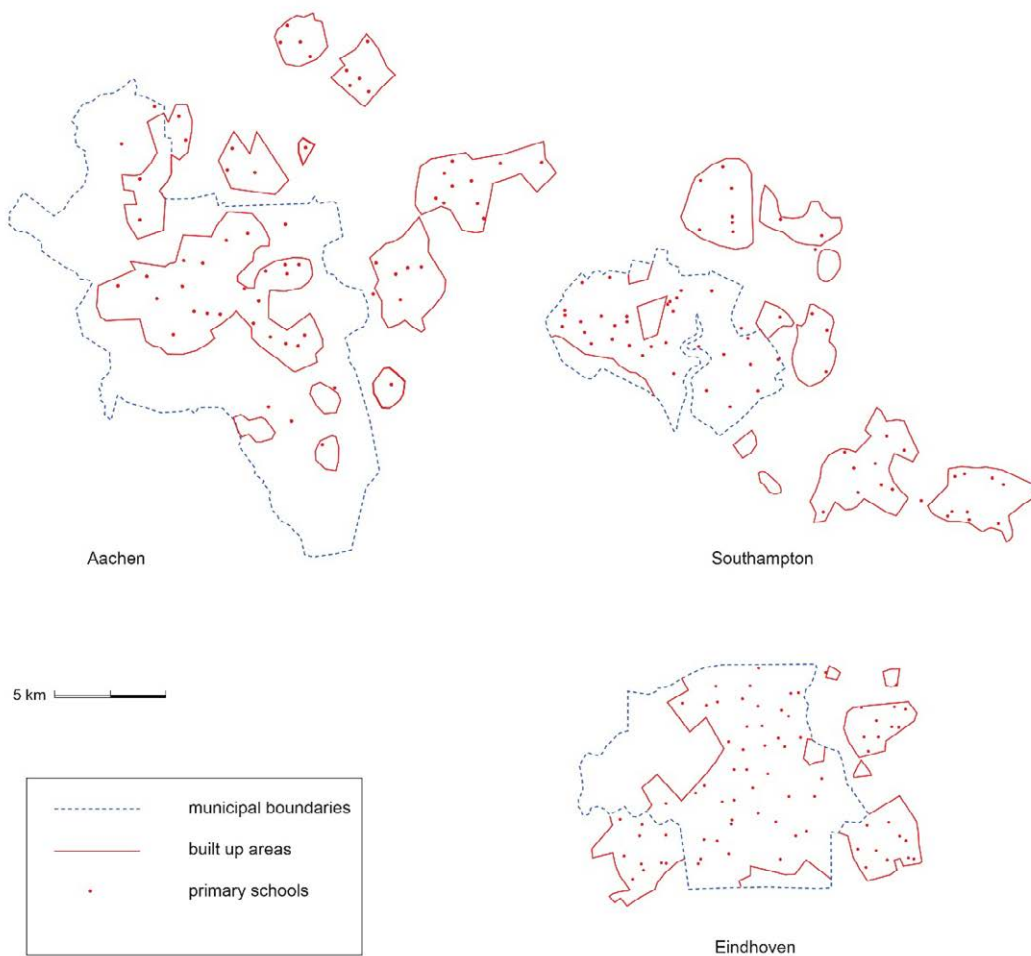 Aachen
Southampton
5 km
municipal boundaries
built up areas
primary schools
Eindhoven